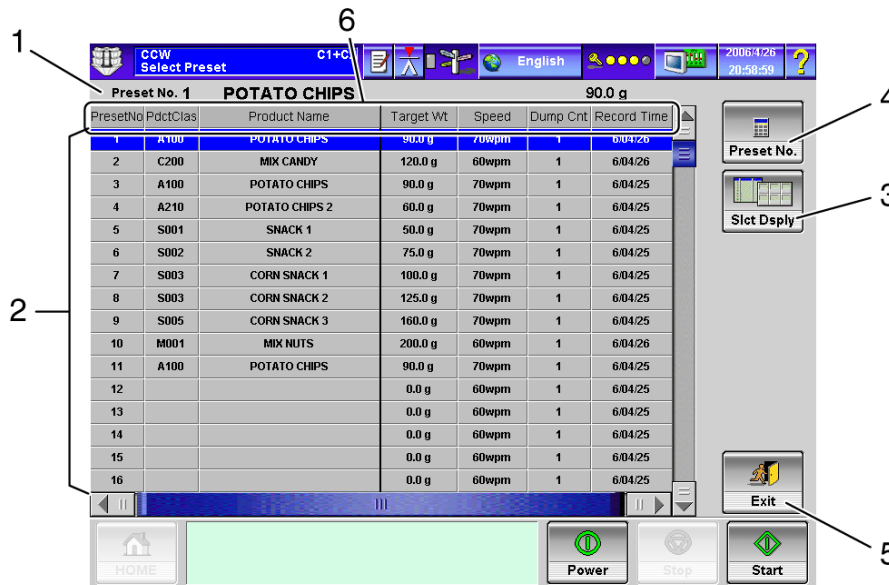 6
1
CCW C1+C
Select Preset
English
2006/4/26
20:58:59
?
Preset No. 1 POTATO CHIPS 90.0 g
PresetNo PdctClas Product Name Target Wt Speed Dump Cnt Record Time
1 A100 POTATO CHIPS 90.0 g 70wpm 1 6/04/26
2 C200 MIX CANDY 120.0 g 60wpm 1 6/04/26
3 A100 POTATO CHIPS 90.0 g 70wpm 1 6/04/25
4 A210 POTATO CHIPS 2 60.0 g 70wpm 1 6/04/25
5 S001 SNACK 1 50.0 g 70wpm 1 6/04/25
6 S002 SNACK 2 75.0 g 70wpm 1 6/04/25
7 S003 CORN SNACK 1 100.0 g 70wpm 1 6/04/25
8 S003 CORN SNACK 2 125.0 g 70wpm 1 6/04/25
9 S005 CORN SNACK 3 160.0 g 70wpm 1 6/04/25
10 M001 MIX NUTS 200.0 g 60wpm 1 6/04/26
11 A100 POTATO CHIPS 90.0 g 70wpm 1 6/04/25
12 0.0 g 60wpm 1 6/04/25
13 0.0 g 60wpm 1 6/04/25
14 0.0 g 60wpm 1 6/04/25
15 0.0 g 60wpm 1 6/04/25
16 0.0 g 60wpm 1 6/04/25
2
Preset No.
4
Slct Dsply
3
Exit
5
HOME
Power
Stop
Start